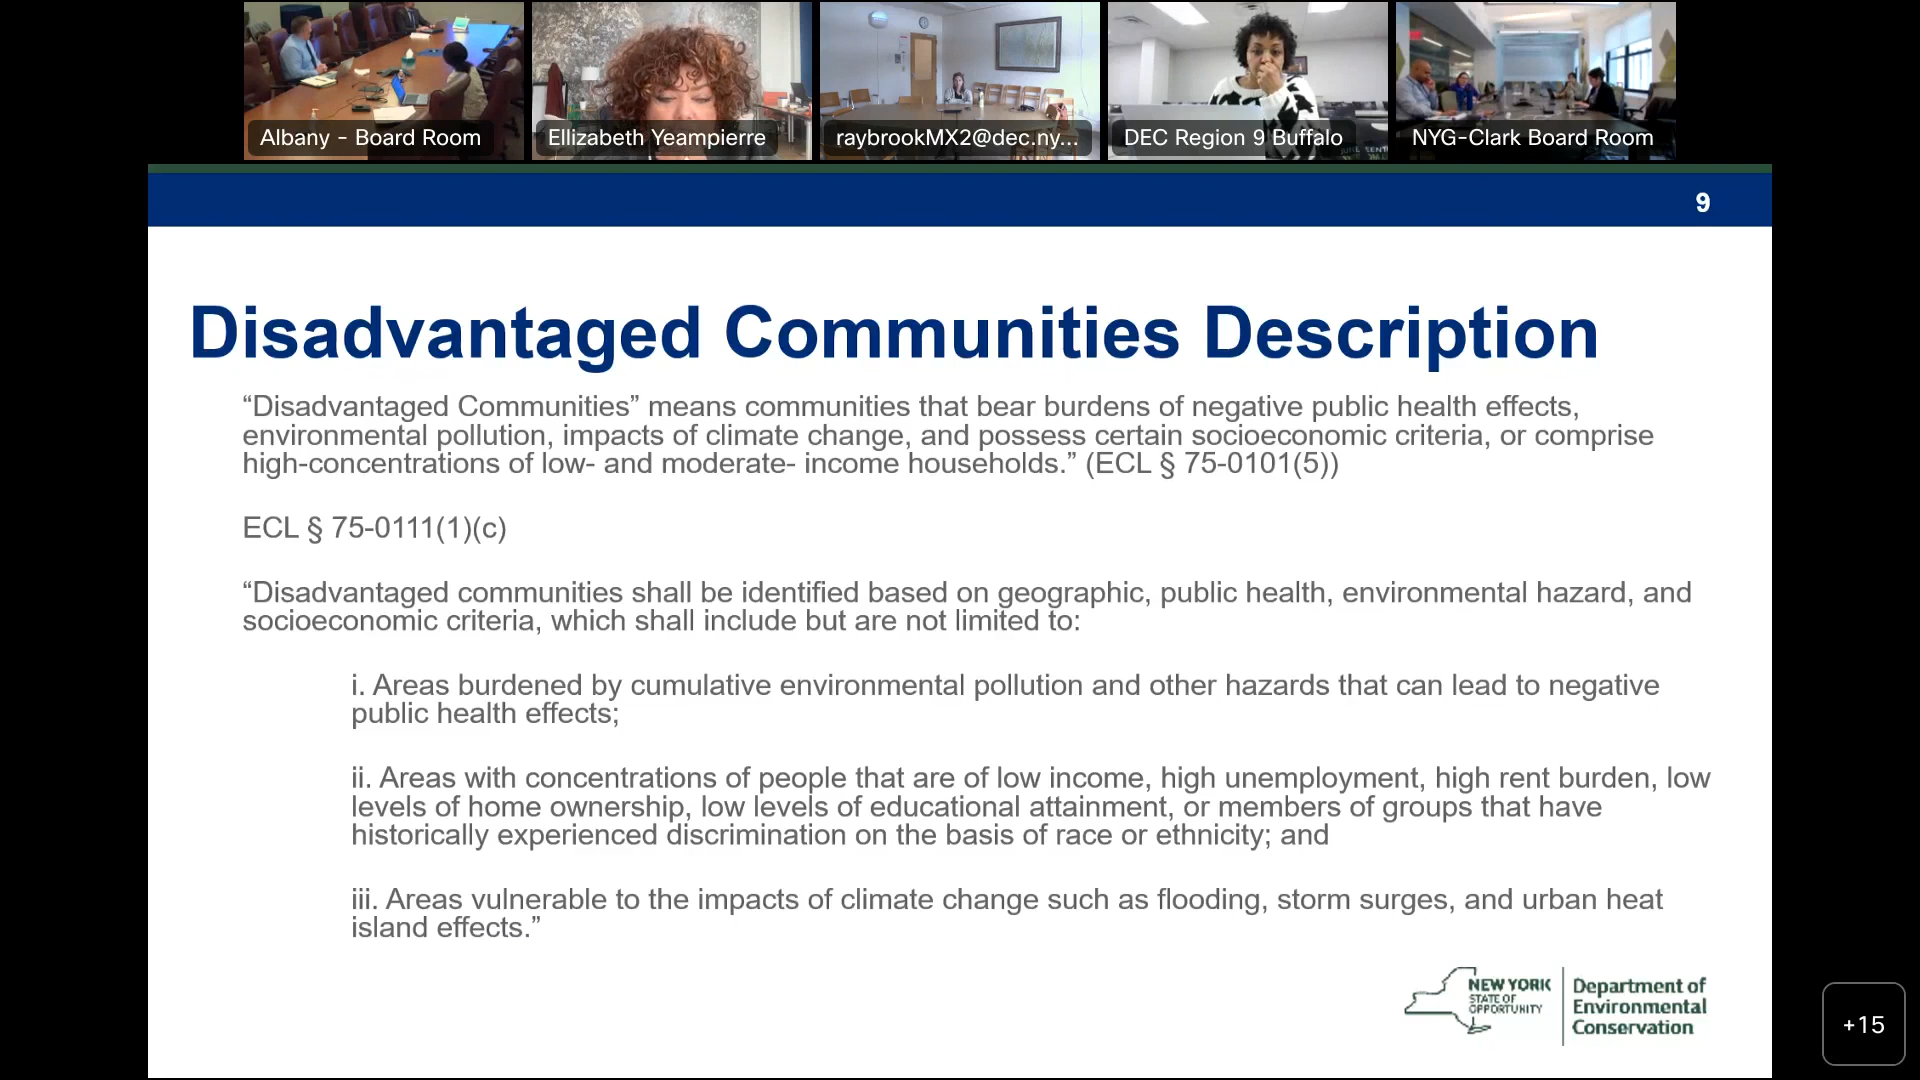 Albany - Board Room
Ellizabeth Yeampierre
raybrookMX2@dec.ny...
DEC Region 9 Buffalo
NYG-Clark Board Room
9
Disadvantaged Communities Description
“Disadvantaged Communities” means communities that bear burdens of negative public health effects,
environmental pollution, impacts of climate change, and possess certain socioeconomic criteria, or comprise
high-concentrations of low- and moderate- income households.” (ECL § 75-0101(5))
ECL § 75-0111(1)(c)
“Disadvantaged communities shall be identified based on geographic, public health, environmental hazard, and
socioeconomic criteria, which shall include but are not limited to:
i. Areas burdened by cumulative environmental pollution and other hazards that can lead to negative
public health effects;
ii. Areas with concentrations of people that are of low income, high unemployment, high rent burden, low
levels of home ownership, low levels of educational attainment, or members of groups that have
historically experienced discrimination on the basis of race or ethnicity; and
iii. Areas vulnerable to the impacts of climate change such as flooding, storm surges, and urban heat
island effects.”
NEW YORK
STATE OF
OPPORTUNITY
Department of
Environmental
Conservation
+15